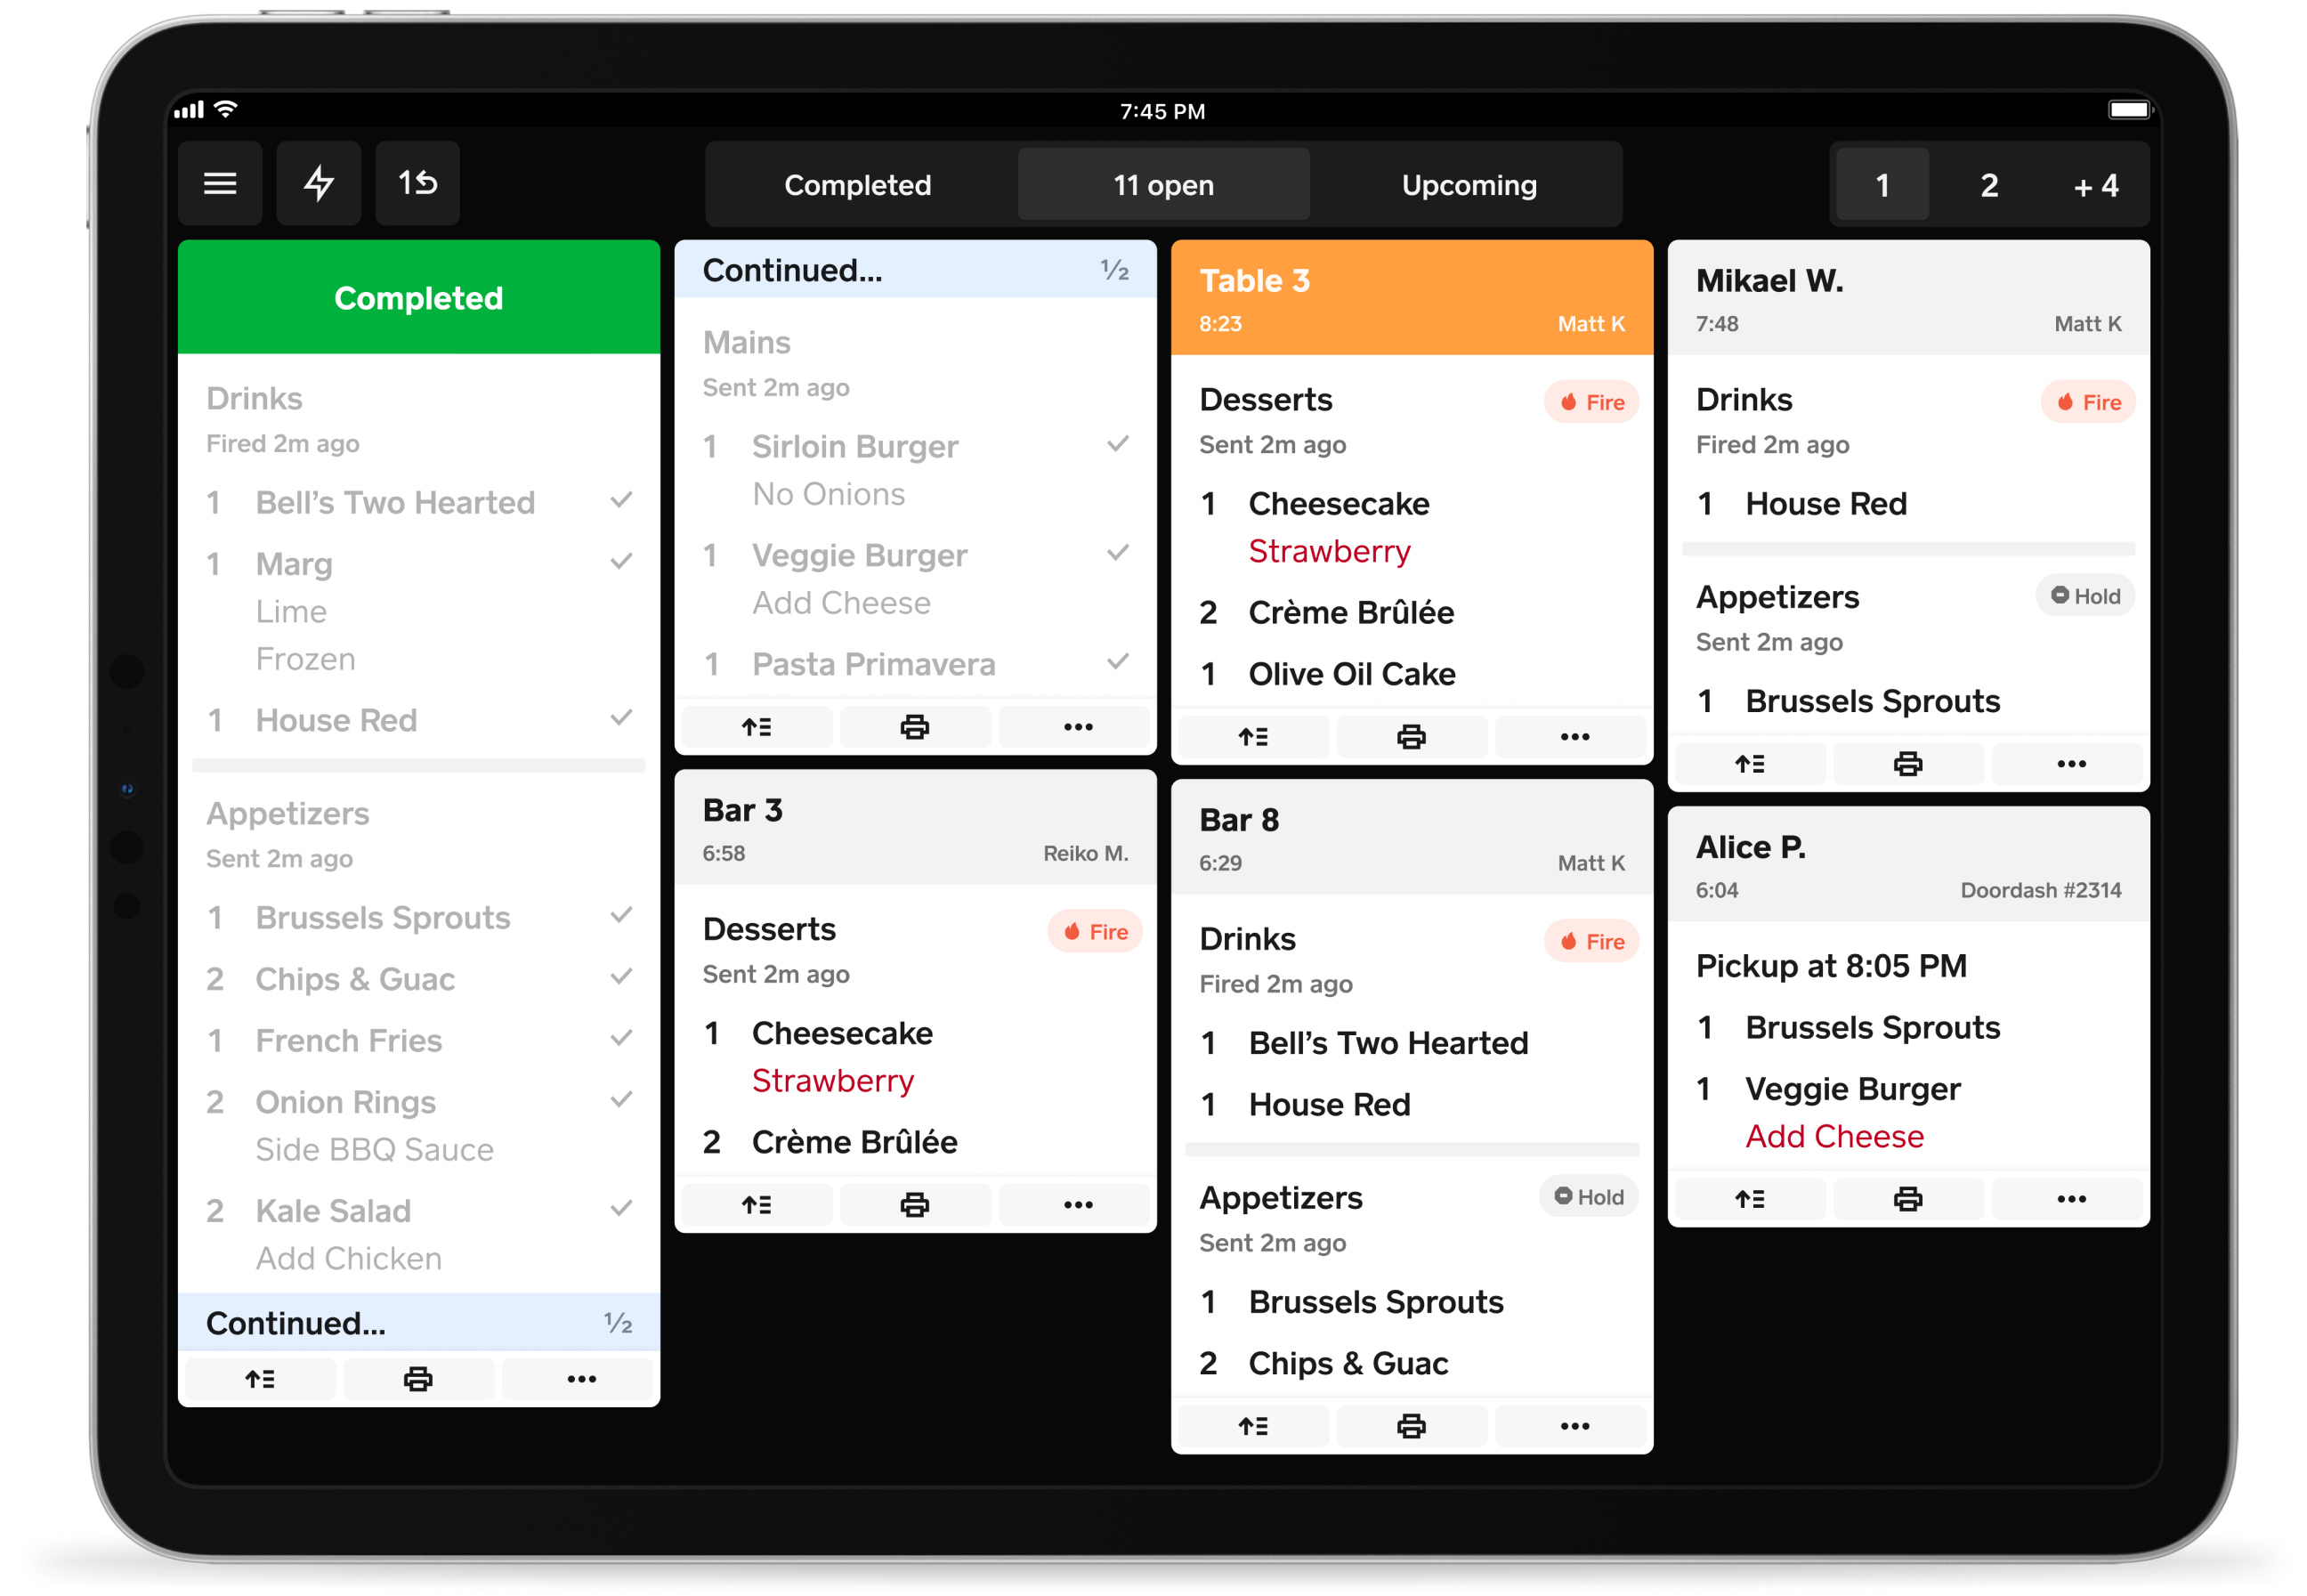 7:45 PM
1
Completed
11 open
Upcoming
1
2
+ 4
Completed
Drinks
Fired 2m ago
1 Bell’s Two Hearted
1 Marg
Lime
Frozen
1 House Red
Appetizers
Sent 2m ago
1 Brussels Sprouts
2 Chips & Guac
1 French Fries
2 Onion Rings
Side BBQ Sauce
2 Kale Salad
Add Chicken
Continued... ½
Continued... ½
Mains
Sent 2m ago
1 Sirloin Burger
No Onions
1 Veggie Burger
Add Cheese
1 Pasta Primavera
Bar 3
6:58 Reiko M.
Desserts Fire
Sent 2m ago
1 Cheesecake
Strawberry
2 Crème Brûlée
Table 3
8:23 Matt K
Desserts Fire
Sent 2m ago
1 Cheesecake
Strawberry
2 Crème Brûlée
1 Olive Oil Cake
Bar 8
6:29 Matt K
Drinks Fire
Fired 2m ago
1 Bell’s Two Hearted
1 House Red
Appetizers Hold
Sent 2m ago
1 Brussels Sprouts
2 Chips & Guac
Mikael W.
7:48 Matt K
Drinks Fire
Fired 2m ago
1 House Red
Appetizers Hold
Sent 2m ago
1 Brussels Sprouts
Alice P.
6:04 Doordash #2314
Pickup at 8:05 PM
1 Brussels Sprouts
1 Veggie Burger
Add Cheese